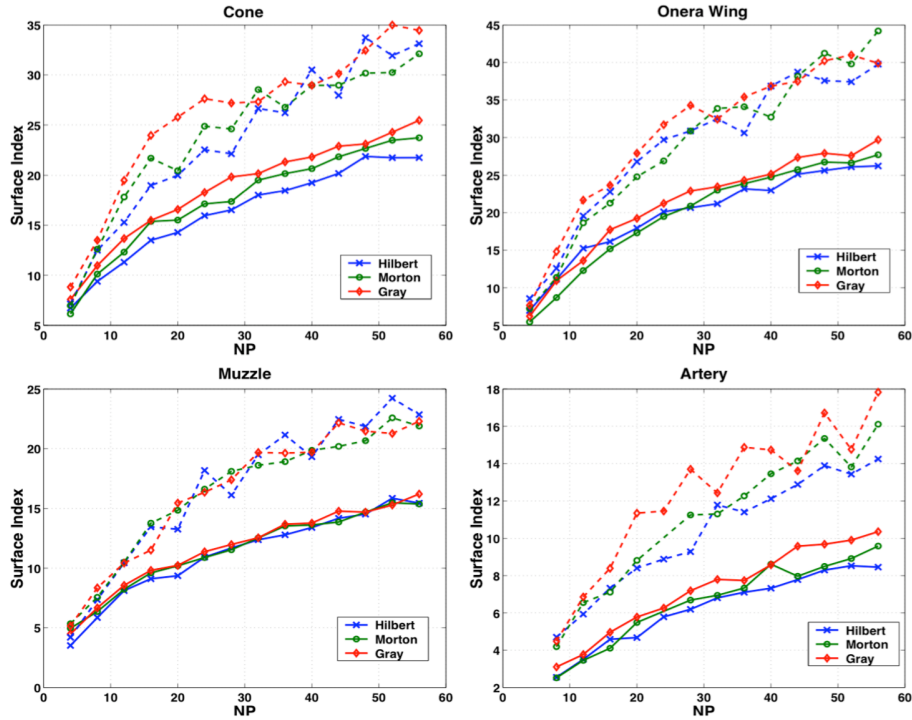 Cone
Surface Index
35
30
25
20
15
10
5
0 10 20 30 40 50 60
NP
Hilbert
Morton
Gray
Onera Wing
Surface Index
45
40
35
30
25
20
15
10
5
0 10 20 30 40 50 60
NP
Hilbert
Morton
Gray
Muzzle
Surface Index
25
20
15
10
5
0
0 10 20 30 40 50 60
NP
Hilbert
Morton
Gray
Artery
Surface Index
18
16
14
12
10
8
6
4
2
0 10 20 30 40 50 60
NP
Hilbert
Morton
Gray